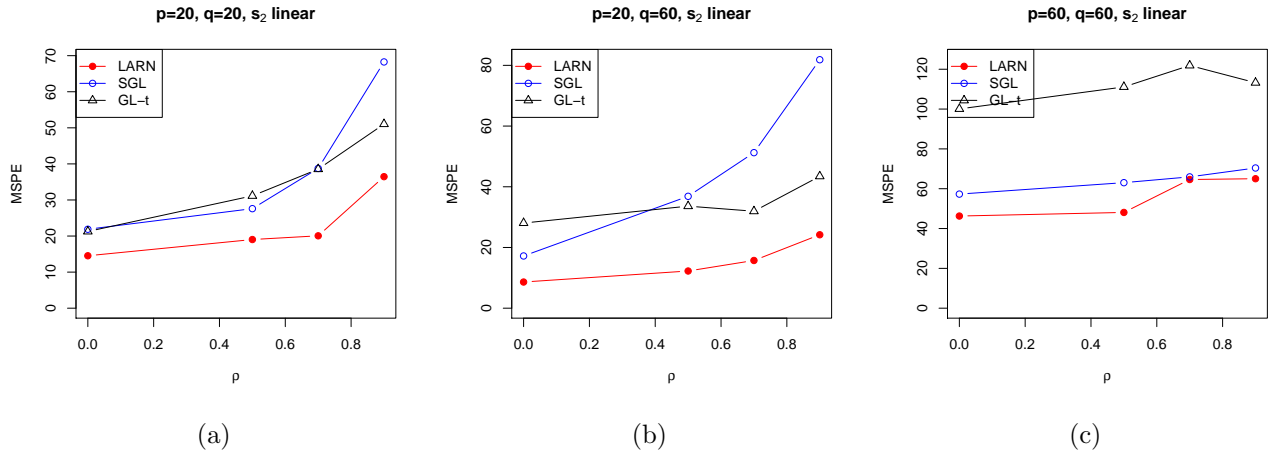 p=20, q=20, s₂ linear
LARN
SGL
GL−t
MSPE
0 10 20 30 40 50 60 70
0.0 0.2 0.4 0.6 0.8
ρ
(a)
p=20, q=60, s₂ linear
LARN
SGL
GL−t
MSPE
0 20 40 60 80
0.0 0.2 0.4 0.6 0.8
ρ
(b)
p=60, q=60, s₂ linear
LARN
SGL
GL−t
MSPE
0 20 40 60 80 100 120
0.0 0.2 0.4 0.6 0.8
ρ
(c)